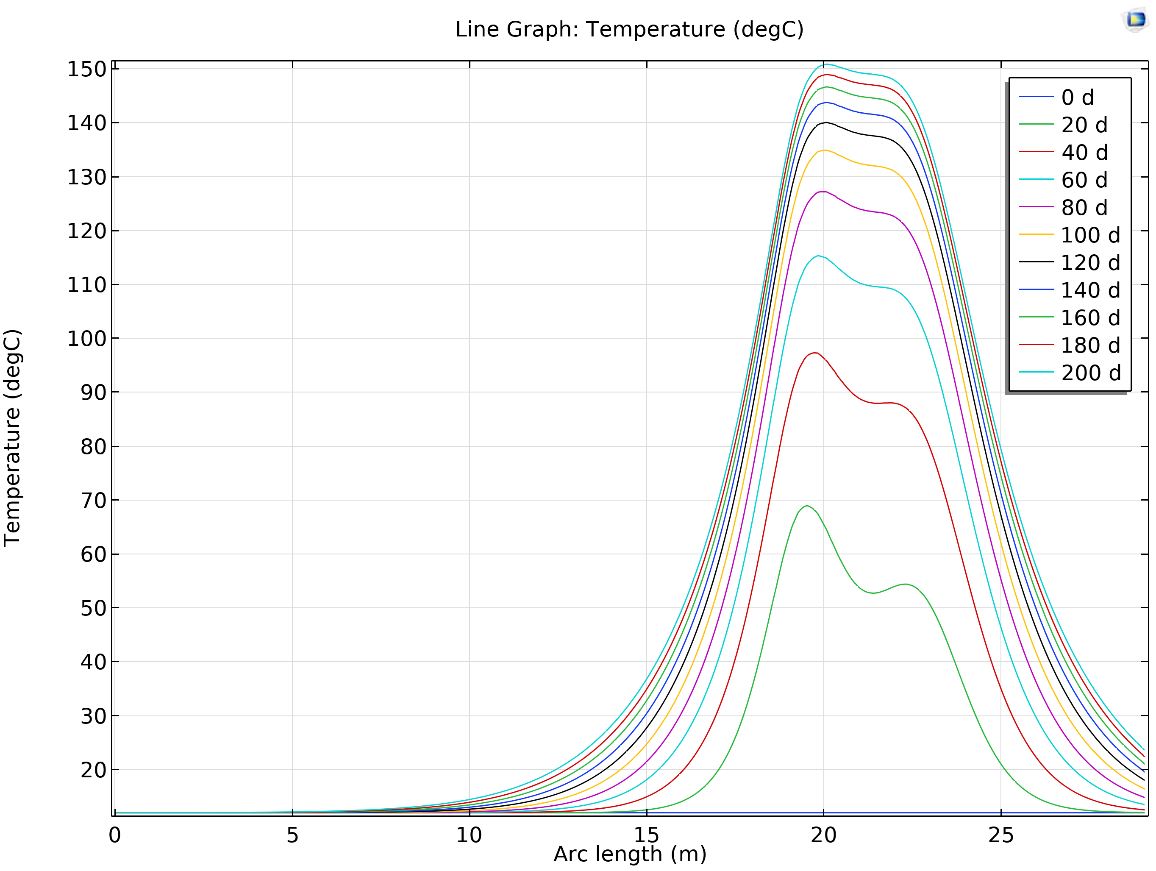 Line Graph: Temperature (degC)
150
140
130
120
110
100
90
80
70
60
50
40
30
20
Temperature (degC)
0 d
20 d
40 d
60 d
80 d
100 d
120 d
140 d
160 d
180 d
200 d
0 5 10 15 20 25
Arc length (m)